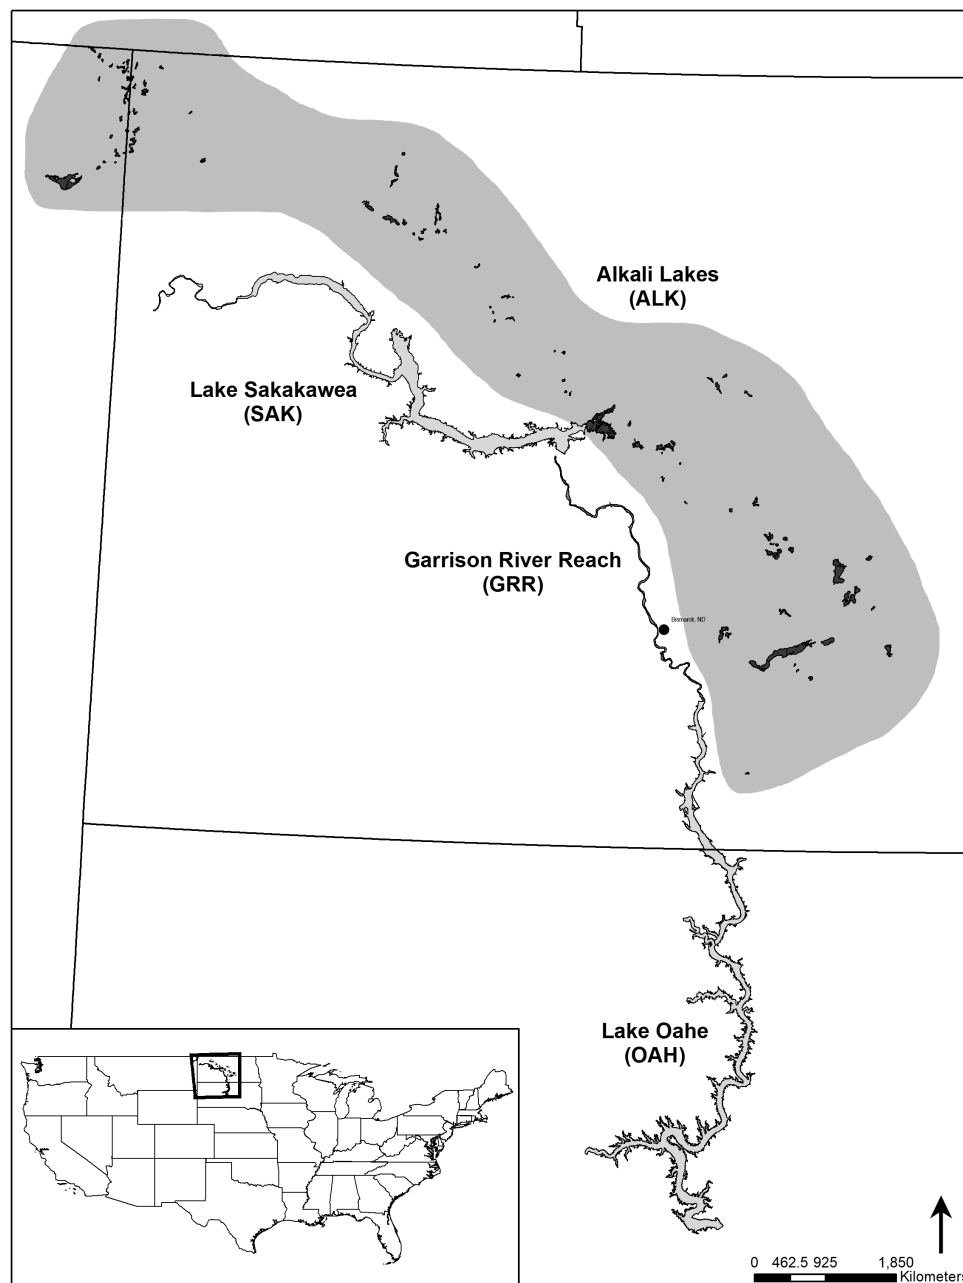 Alkali Lakes
(ALK)
Lake Sakakawea
(SAK)
Garrison River Reach
(GRR)
Bismarck, ND
Lake Oahe
(OAH)
0 462.5 925 1,850
Kilometers